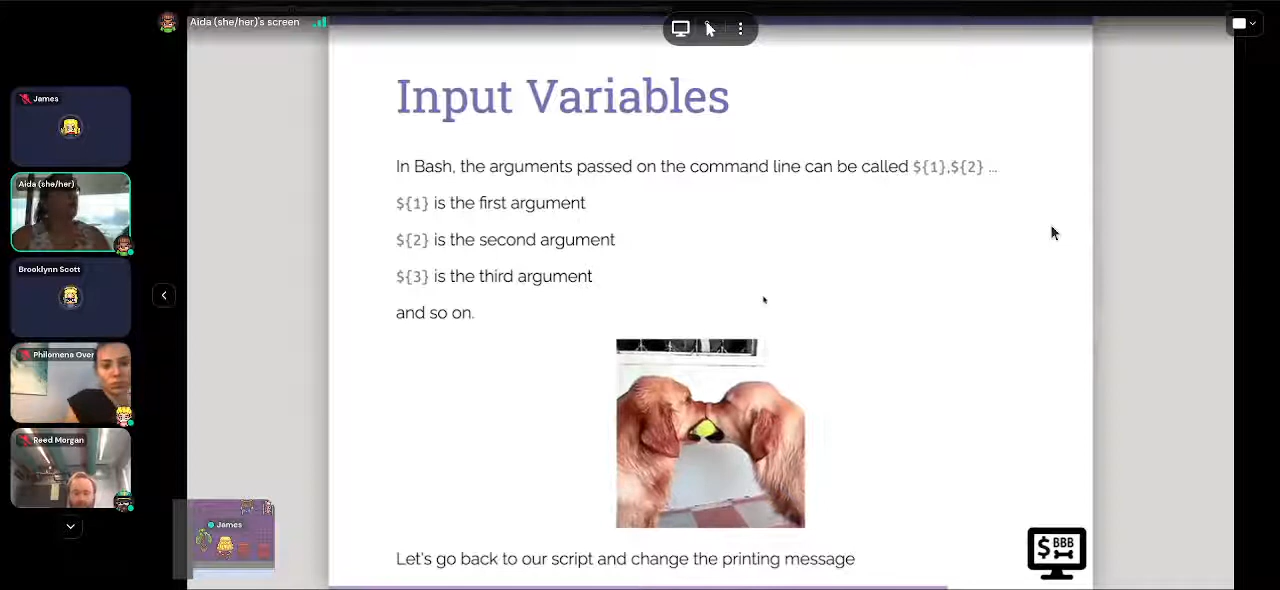 Aida (she/her)'s screen
James
Aida (she/her)
Brooklynn Scott
Philomena Over
Reed Morgan
James
Input Variables
In Bash, the arguments passed on the command line can be called ${1},${2} ...
${1} is the first argument
${2} is the second argument
${3} is the third argument
and so on.
Let's go back to our script and change the printing message
$ BBB